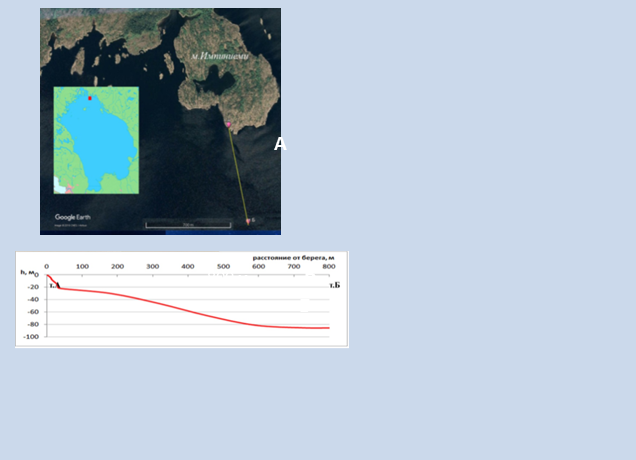 м.Импиниеми
А
Google Earth
расстояние от берега, м
0 100 200 300 400 500 600 700 800
h, м
0
т.А
т.Б
-20
-40
-60
-80
-100